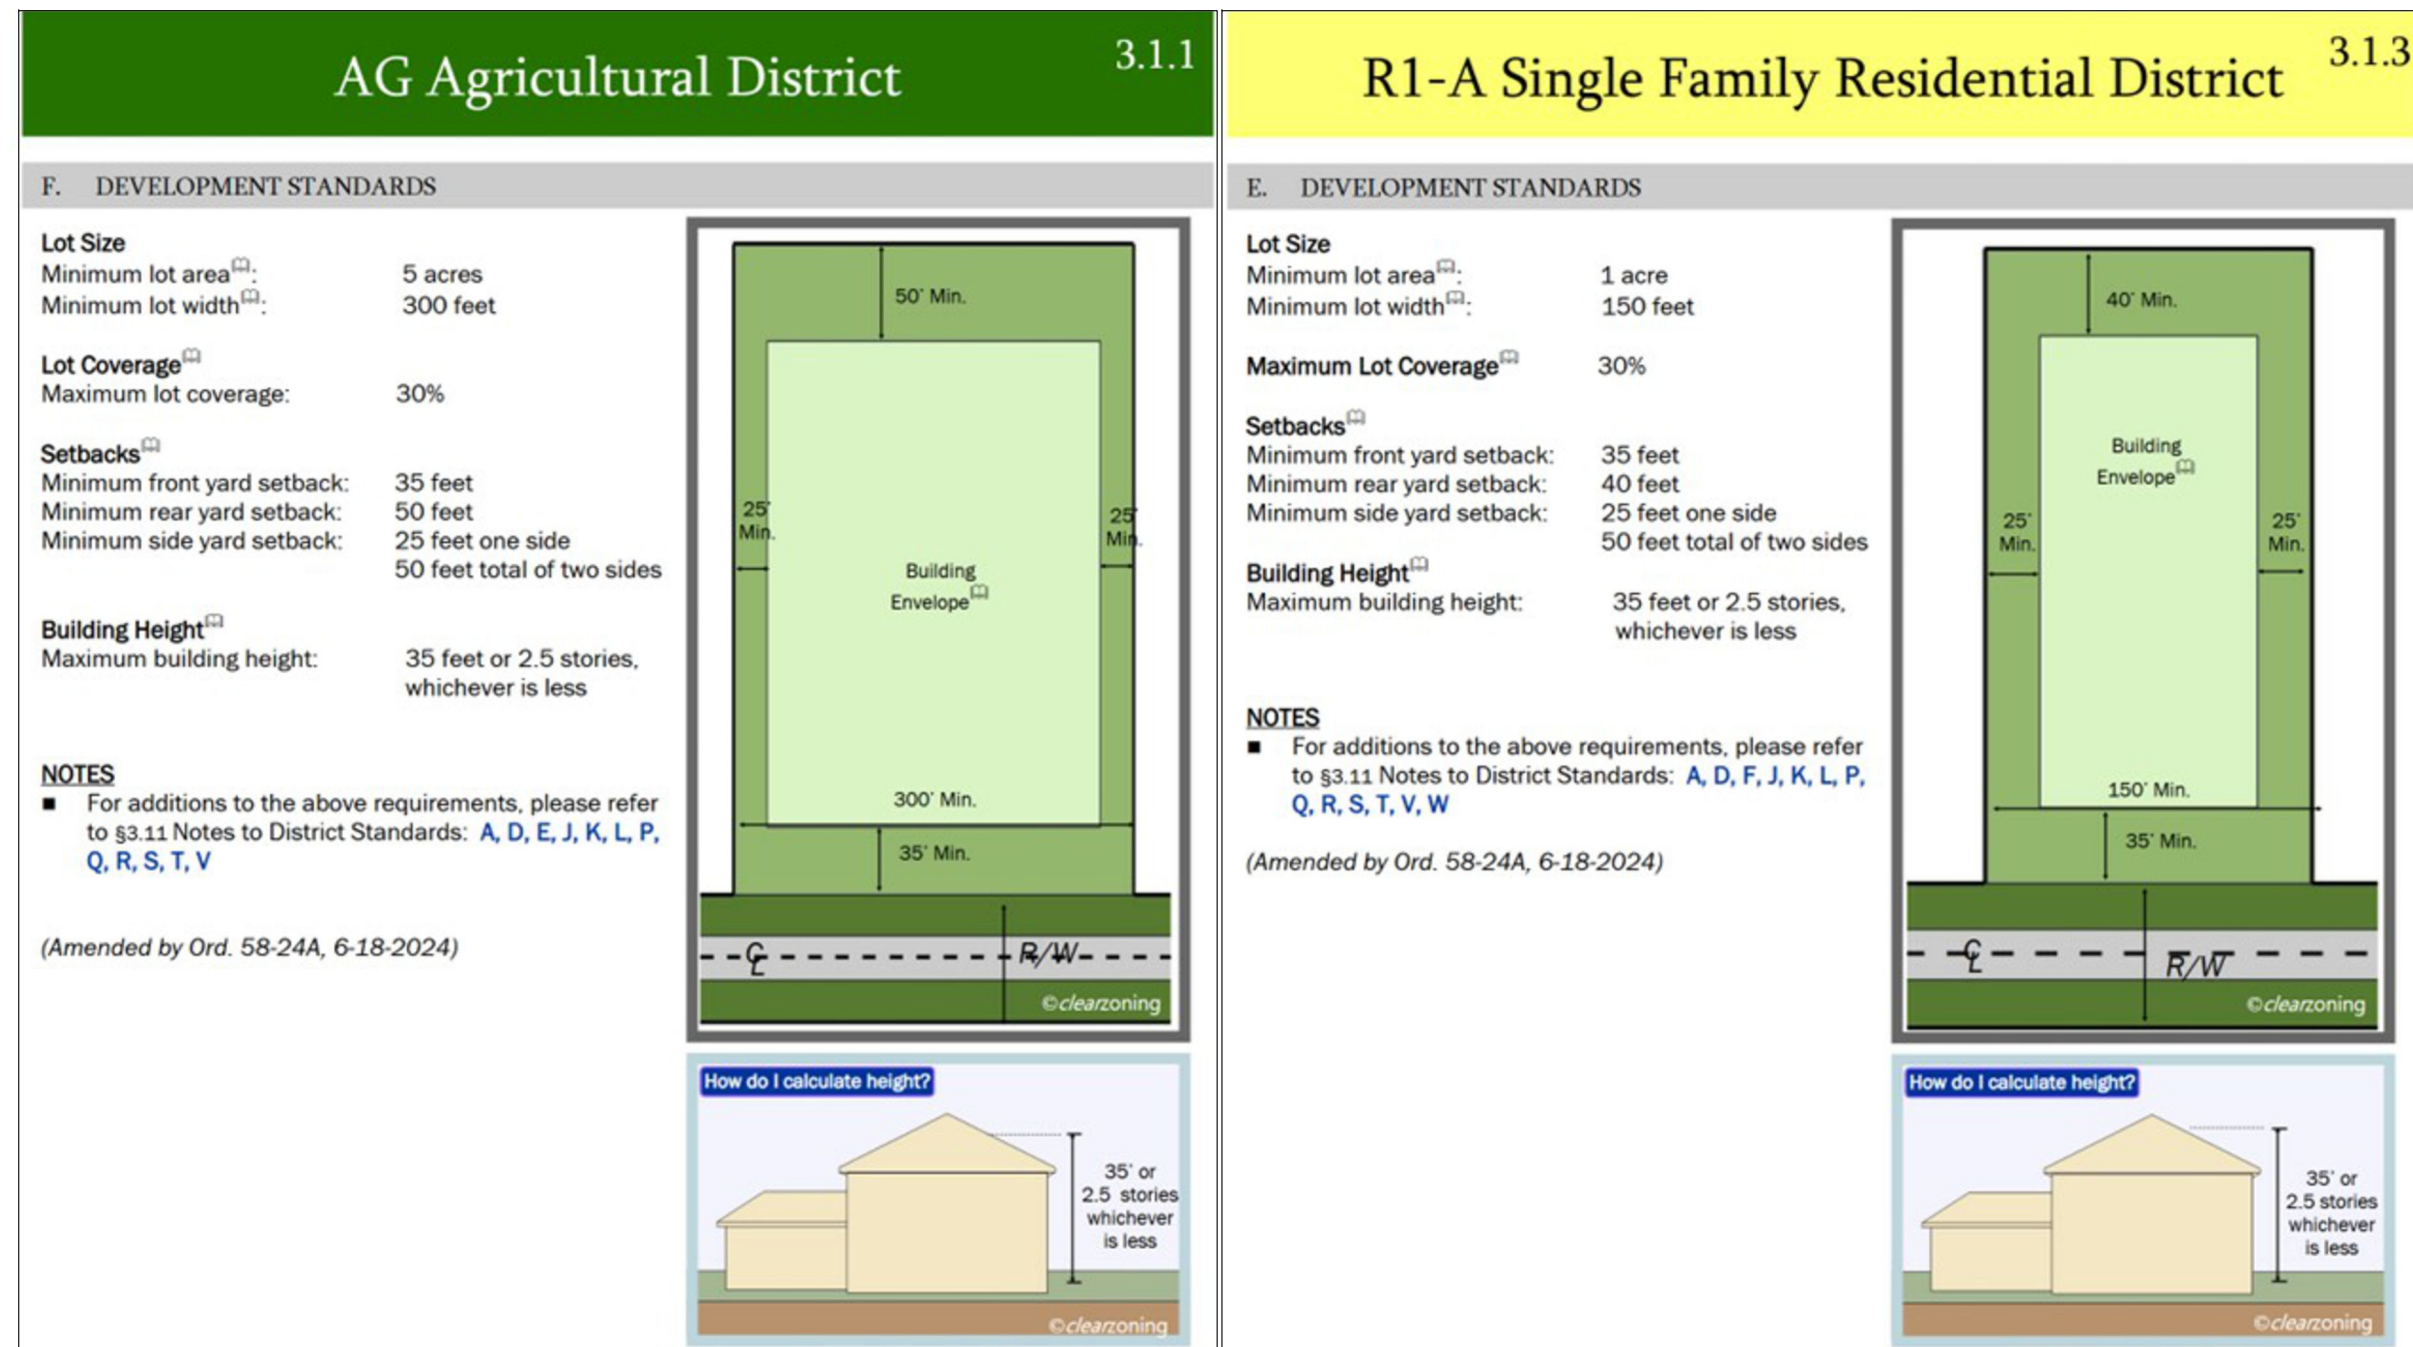 AG Agricultural District
3.1.1
F. DEVELOPMENT STANDARDS
Lot Size
Minimum lot area: 5 acres
Minimum lot width: 300 feet
Lot Coverage
Maximum lot coverage: 30%
Setbacks
Minimum front yard setback: 35 feet
Minimum rear yard setback: 50 feet
Minimum side yard setback: 25 feet one side
50 feet total of two sides
Building Height
Maximum building height: 35 feet or 2.5 stories,
whichever is less
NOTES
■ For additions to the above requirements, please refer
to §3.11 Notes to District Standards: A, D, E, J, K, L, P,
Q, R, S, T, V
(Amended by Ord. 58-24A, 6-18-2024)
50' Min.
25'
Min.
25'
Min.
Building
Envelope
300' Min.
35' Min.
C
L
R/W
©clearzoning
How do I calculate height?
35' or
2.5 stories
whichever
is less
©clearzoning
R1-A Single Family Residential District
3.1.3
E. DEVELOPMENT STANDARDS
Lot Size
Minimum lot area: 1 acre
Minimum lot width: 150 feet
Maximum Lot Coverage 30%
Setbacks
Minimum front yard setback: 35 feet
Minimum rear yard setback: 40 feet
Minimum side yard setback: 25 feet one side
50 feet total of two sides
Building Height
Maximum building height: 35 feet or 2.5 stories,
whichever is less
NOTES
■ For additions to the above requirements, please refer
to §3.11 Notes to District Standards: A, D, F, J, K, L, P,
Q, R, S, T, V, W
(Amended by Ord. 58-24A, 6-18-2024)
40' Min.
Building
Envelope
25'
Min.
25'
Min.
150' Min.
35' Min.
C
L
R/W
©clearzoning
How do I calculate height?
35' or
2.5 stories
whichever
is less
©clearzoning